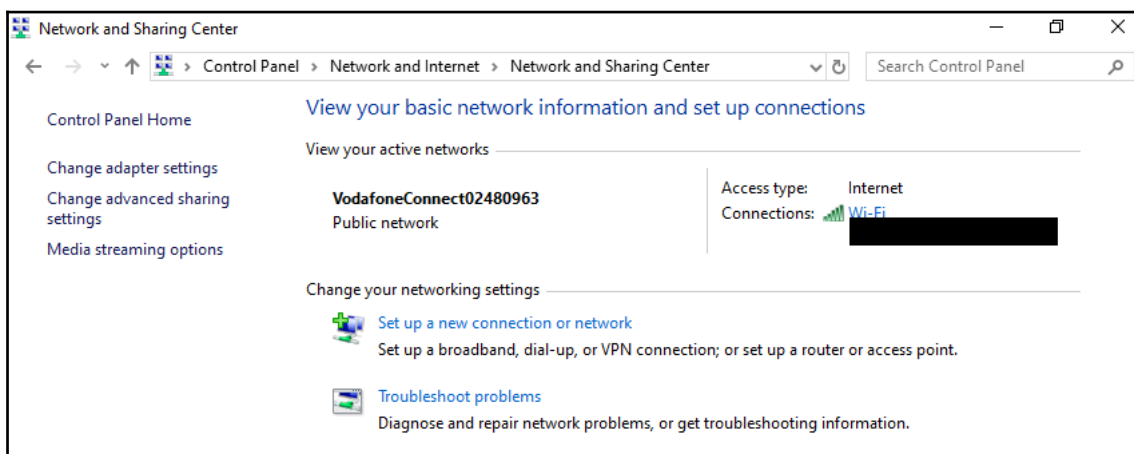 Network and Sharing Center
Control Panel > Network and Internet > Network and Sharing Center
Search Control Panel
Control Panel Home
Change adapter settings
Change advanced sharing
settings
Media streaming options
View your basic network information and set up connections
View your active networks
VodafoneConnect02480963
Public network
Access type: Internet
Connections: Wi-Fi
Change your networking settings
Set up a new connection or network
Set up a broadband, dial-up, or VPN connection; or set up a router or access point.
Troubleshoot problems
Diagnose and repair network problems, or get troubleshooting information.